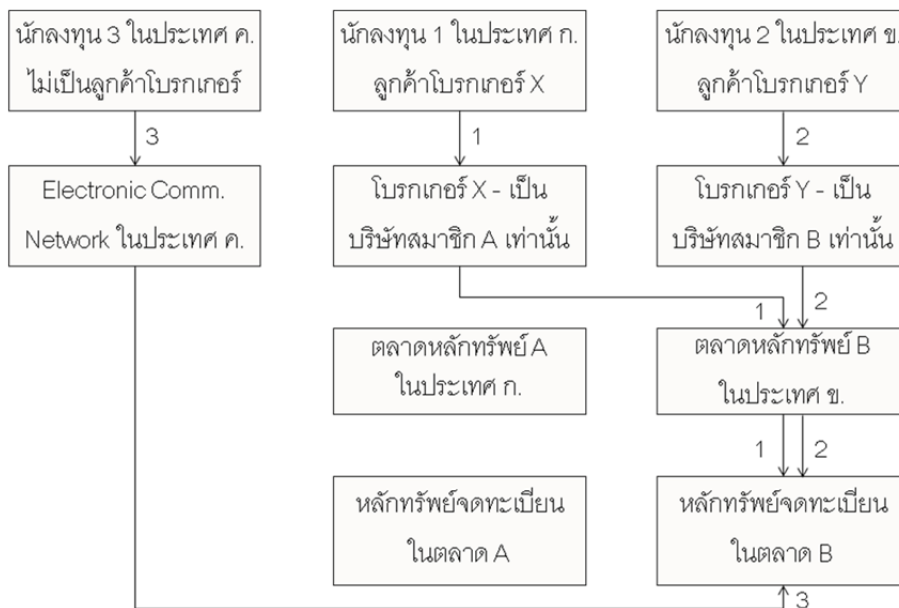 นักลงทุน 3 ในประเทศ ค.
ไม่เป็นลูกค้าโบรกเกอร์
นักลงทุน 1 ในประเทศ ก.
ลูกค้าโบรกเกอร์ X
นักลงทุน 2 ในประเทศ ข.
ลูกค้าโบรกเกอร์ Y
3
1
2
Electronic Comm.
Network ในประเทศ ค.
โบรกเกอร์ X - เป็น
บริษัทสมาชิก A เท่านั้น
โบรกเกอร์ Y - เป็น
บริษัทสมาชิก B เท่านั้น
1
2
ตลาดหลักทรัพย์ A
ในประเทศ ก.
ตลาดหลักทรัพย์ B
ในประเทศ ข.
1
2
หลักทรัพย์จดทะเบียน
ในตลาด A
หลักทรัพย์จดทะเบียน
ในตลาด B
3